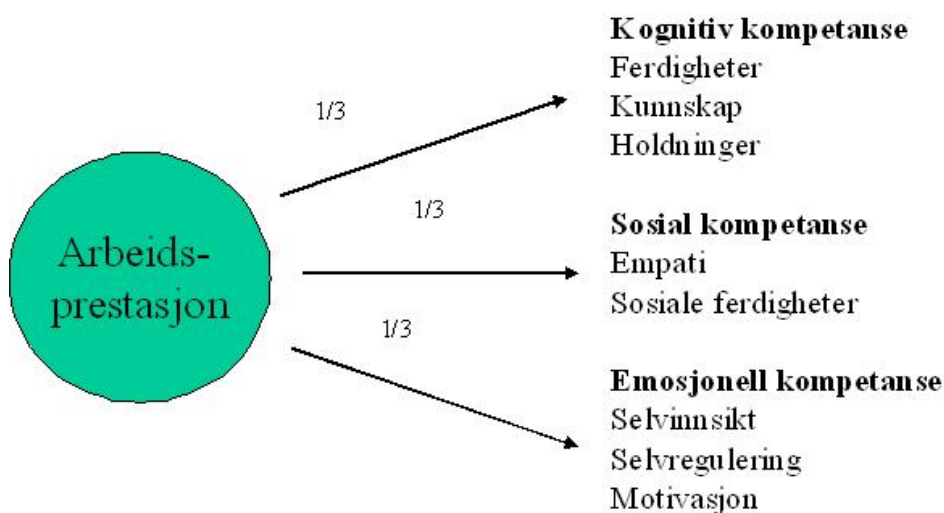 Arbeids-
prestasjon
1/3
Kognitiv kompetanse
Ferdigheter
Kunnskap
Holdninger
1/3
Sosial kompetanse
Empati
Sosiale ferdigheter
1/3
Emosjonell kompetanse
Selvinnsikt
Selvregulering
Motivasjon